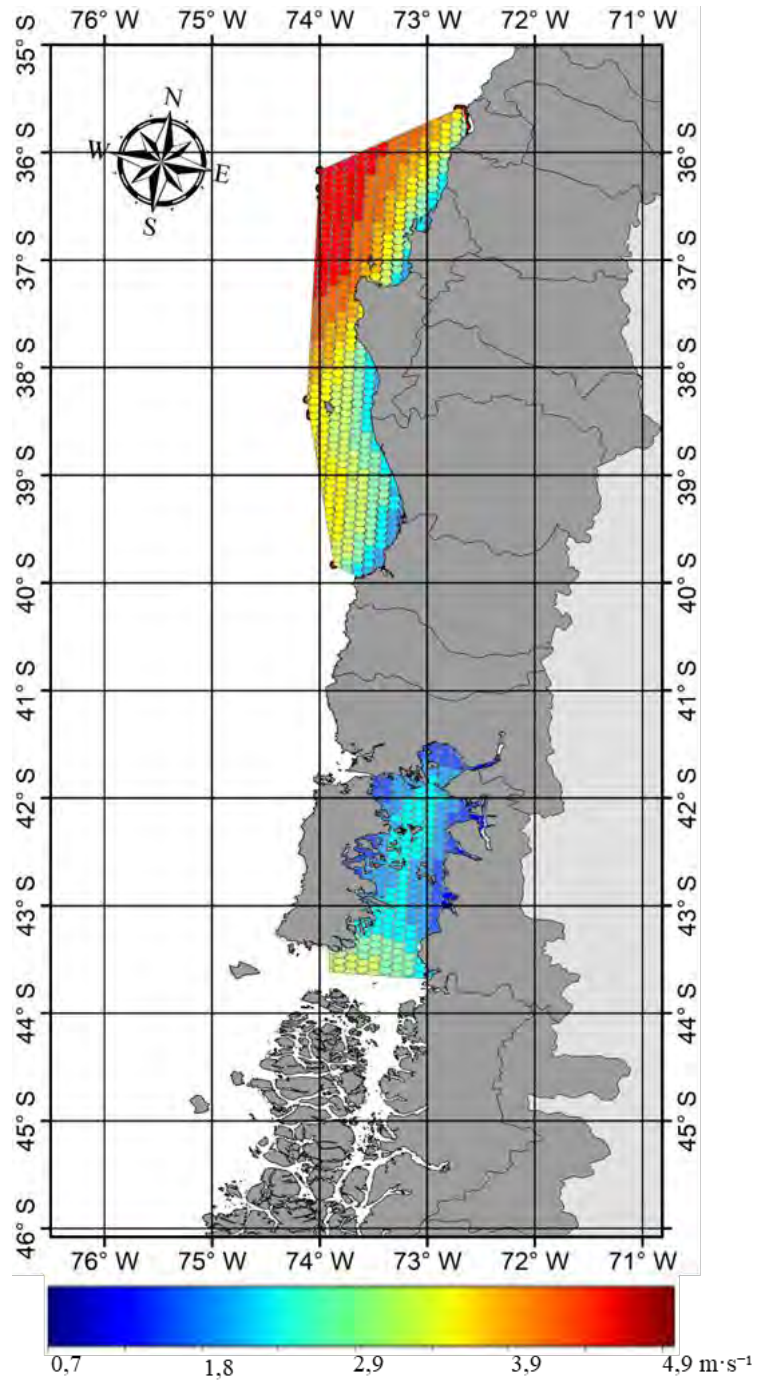 76° W 75° W 74° W 73° W 72° W 71° W
35° S 35° S
N
W E
S
36° S 36° S
37° S 37° S
38° S 38° S
39° S 39° S
40° S 40° S
41° S 41° S
42° S 42° S
43° S 43° S
44° S 44° S
45° S 45° S
46° S 46° S
76° W 75° W 74° W 73° W 72° W 71° W
0,7 1,8 2,9 3,9 4,9 m·s⁻¹